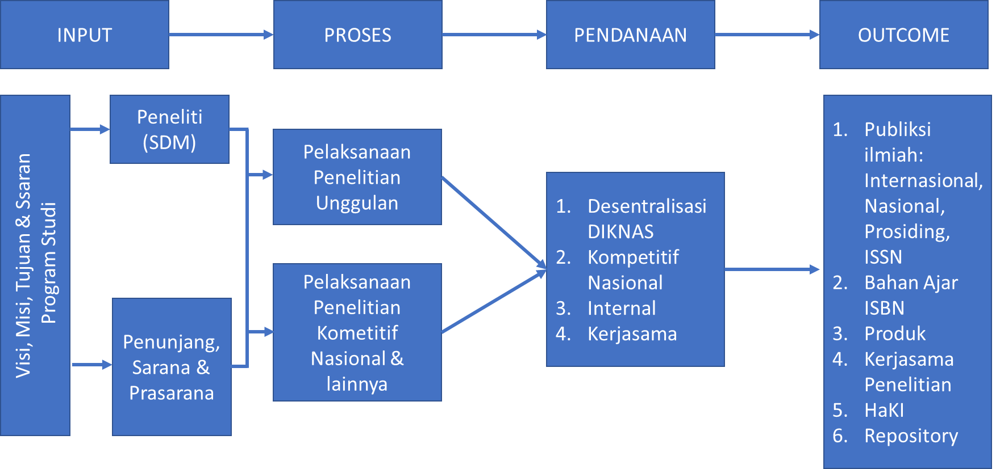 INPUT
PROSES
PENDANAAN
OUTCOME
Visi, Misi, Tujuan & Ssaran
Program Studi
Peneliti
(SDM)
Penunjang,
Sarana &
Prasarana
Pelaksanaan
Penelitian
Unggulan
Pelaksanaan
Penelitian
Kometitif
Nasional &
lainnya
1. Desentralisasi
DIKNAS
2. Kompetitif
Nasional
3. Internal
4. Kerjasama
1. Publiksi
ilmiah:
Internasional,
Nasional,
Prosiding,
ISSN
2. Bahan Ajar
ISBN
3. Produk
4. Kerjasama
Penelitian
5. HaKI
6. Repository